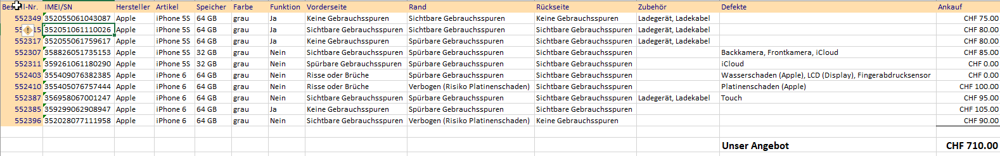 Bestell-Nr. IMEI/SN Hersteller Artikel Speicher Farbe Funktion Vorderseite Rand Rückseite Zubehör Defekte Ankauf
552349 352055061043087 Apple iPhone 5S 64 GB grau Ja Keine Gebrauchsspuren Sichtbare Gebrauchsspuren Keine Gebrauchsspuren Ladegerät, Ladekabel CHF 75.00
15 352051061110026 Apple iPhone 5S 64 GB grau Ja Sichtbare Gebrauchsspuren Sichtbare Gebrauchsspuren Sichtbare Gebrauchsspuren Ladegerät, Ladekabel CHF 80.00
552317 352055061759617 Apple iPhone 5S 64 GB grau Ja Keine Gebrauchsspuren Spürbare Gebrauchsspuren Sichtbare Gebrauchsspuren Ladegerät, Ladekabel CHF 80.00
552307 358826051735153 Apple iPhone 5S 32 GB grau Nein Sichtbare Gebrauchsspuren Spürbare Gebrauchsspuren Sichtbare Gebrauchsspuren Backkamera, Frontkamera, iCloud CHF 85.00
552311 359261061180290 Apple iPhone 5S 32 GB grau Nein Spürbare Gebrauchsspuren Spürbare Gebrauchsspuren Sichtbare Gebrauchsspuren iCloud CHF 0.00
552403 355409076382385 Apple iPhone 6 64 GB grau Nein Risse oder Brüche Spürbare Gebrauchsspuren Sichtbare Gebrauchsspuren Wasserschaden (Apple), LCD (Display), Fingerabdrucksensor CHF 0.00
552410 354405076757444 Apple iPhone 6 64 GB grau Nein Risse oder Brüche Verbogen (Risiko Platinenschaden) Sichtbare Gebrauchsspuren Platinenschaden (Apple) CHF 100.00
552387 356958067001247 Apple iPhone 6 64 GB grau Nein Sichtbare Gebrauchsspuren Spürbare Gebrauchsspuren Sichtbare Gebrauchsspuren Ladegerät, Ladekabel Touch CHF 95.00
552385 359299062908947 Apple iPhone 6 64 GB grau Ja Keine Gebrauchsspuren Spürbare Gebrauchsspuren Sichtbare Gebrauchsspuren CHF 105.00
552396 352028077111958 Apple iPhone 6 64 GB grau Nein Sichtbare Gebrauchsspuren Verbogen (Risiko Platinenschaden) Keine Gebrauchsspuren CHF 90.00
Unser Angebot CHF 710.00